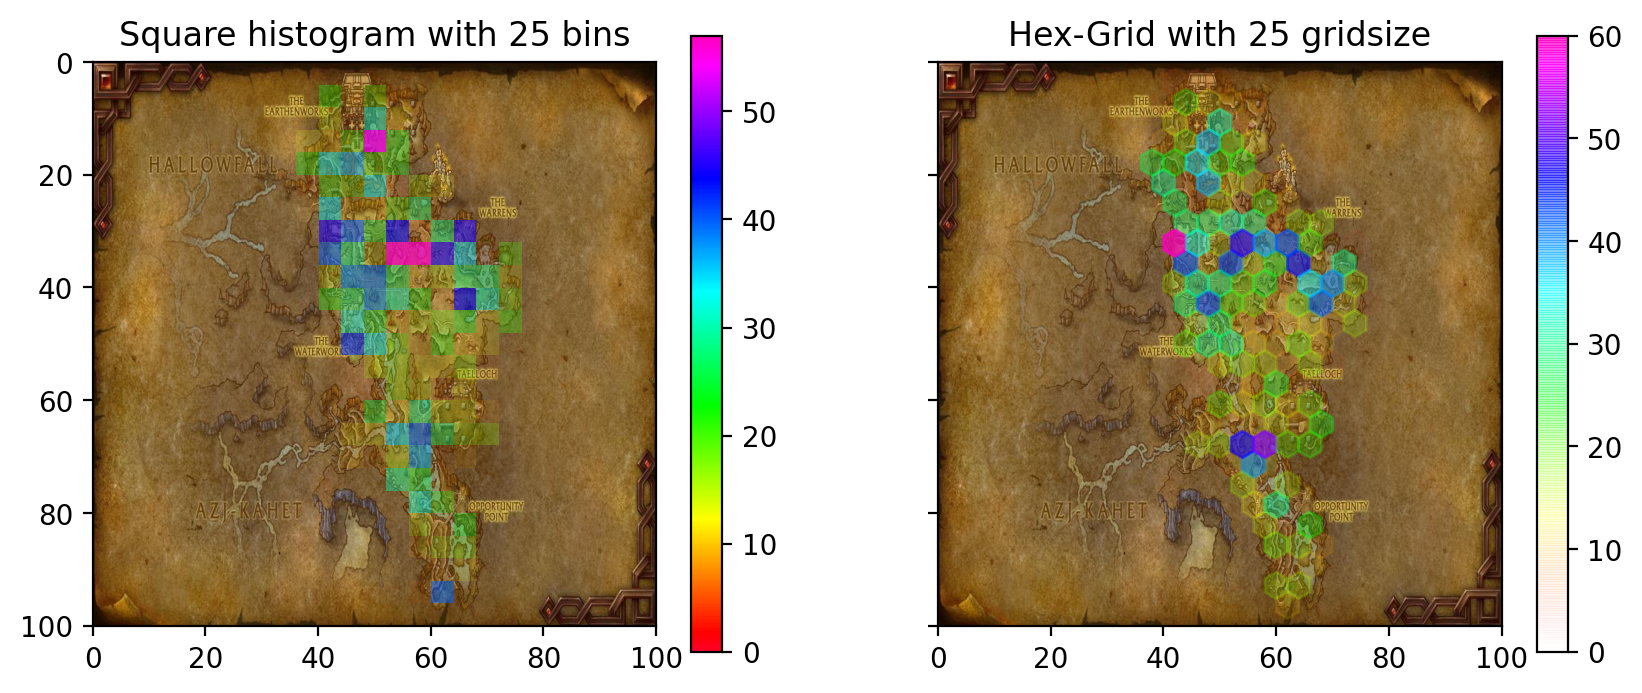 Square histogram with 25 bins
0
20
40
60
80
100
0
20
40
60
80
100
THE
EARTHENWORKS
HALLOWFALL
THE
WARRENS
THE
WATERWORKS
TAELLOCH
AZJ-KAHET
OPPORTUNITY
POINT
50
40
30
20
10
0
Hex-Grid with 25 gridsize
THE
EARTHENWORKS
HALLOWFALL
THE
WARRENS
THE
WATERWORKS
TAELLOCH
AZJ-KAHET
OPPORTUNITY
POINT
0
20
40
60
80
100
60
50
40
30
20
10
0